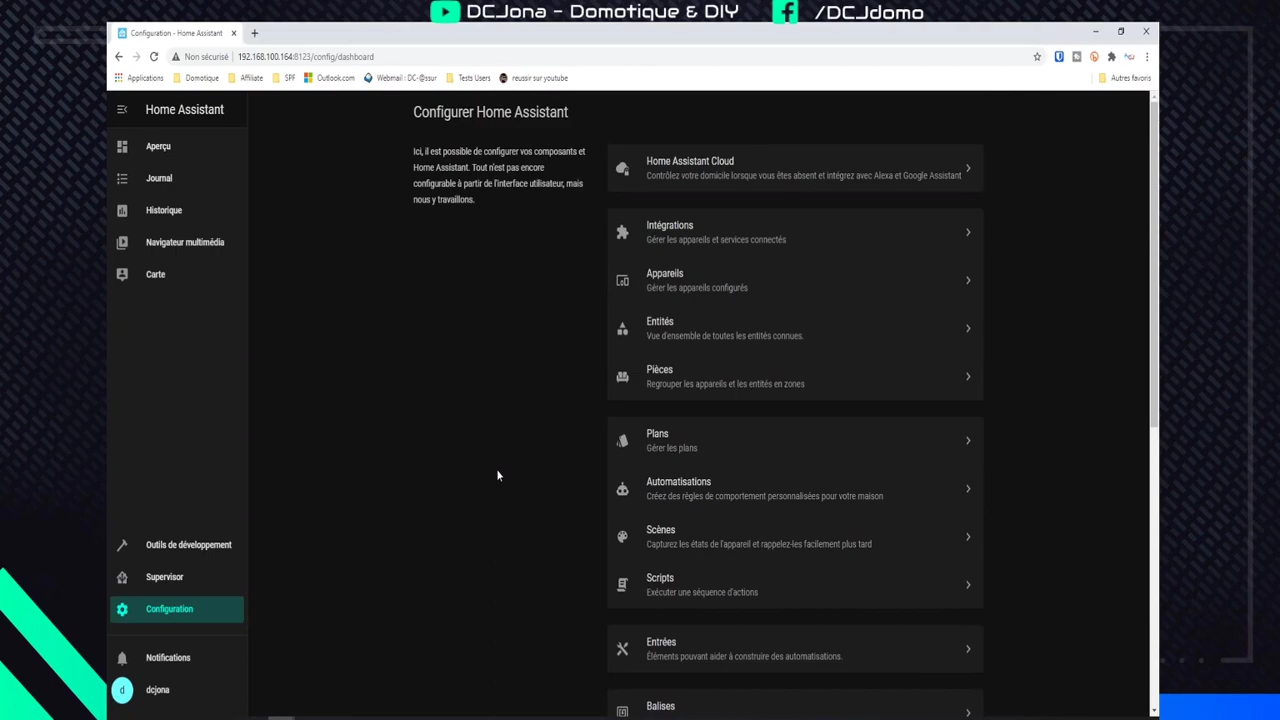 DCJona - Domotique & DIY
/DCJdomo
Configuration - Home Assistant
Non sécurisé
192.168.100.164:8123/config/dashboard
Applications
Domotique
Affiliate
SPF
Outlook.com
Webmail : DC-@ssur
Tests Users
reussir sur youtube
Autres favoris
Home Assistant
Aperçu
Journal
Historique
Navigateur multimédia
Carte
Outils de développement
Supervisor
Configuration
Notifications
d
dcjona
Configurer Home Assistant
Ici, il est possible de configurer vos composants et
Home Assistant. Tout n'est pas encore
configurable à partir de l'interface utilisateur, mais
nous y travaillons.
Home Assistant Cloud
Contrôlez votre domicile lorsque vous êtes absent et intégrez avec Alexa et Google Assistant
Intégrations
Gérer les appareils et services connectés
Appareils
Gérer les appareils configurés
Entités
Vue d'ensemble de toutes les entités connues.
Pièces
Regrouper les appareils et les entités en zones
Plans
Gérer les plans
Automatisations
Créez des règles de comportement personnalisées pour votre maison
Scènes
Capturez les états de l'appareil et rappelez-les facilement plus tard
Scripts
Exécuter une séquence d'actions
Entrées
Éléments pouvant aider à construire des automatisations.
Balises